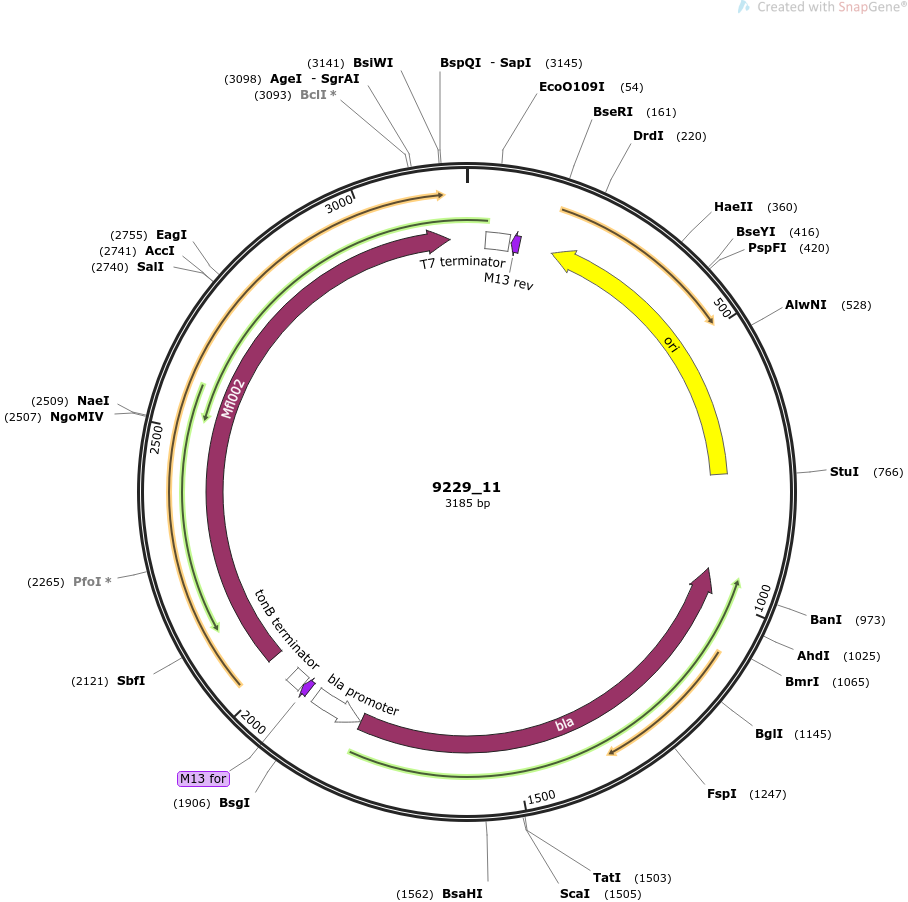 Created with SnapGene®
(3141) BsiWI
BspQI - SapI (3145)
(3098) AgeI - SgrAI
(3093) BclI *
EcoO109I (54)
BseRI (161)
DrdI (220)
HaeII (360)
BseYI (416)
PspFI (420)
AlwNI (528)
StuI (766)
BanI (973)
AhdI (1025)
BmrI (1065)
BglI (1145)
FspI (1247)
TatI (1503)
ScaI (1505)
(1562) BsaHI
(1906) BsgI
M13 for
(2121) SbfI
(2265) PfoI *
(2507) NgoMIV
(2509) NaeI
(2740) SalI
(2741) AccI
(2755) EagI
3000
500
1000
1500
2000
2500
T7 terminator
M13 rev
ori
bla
bla promoter
tonB terminator
Mfl002
9229_11
3185 bp